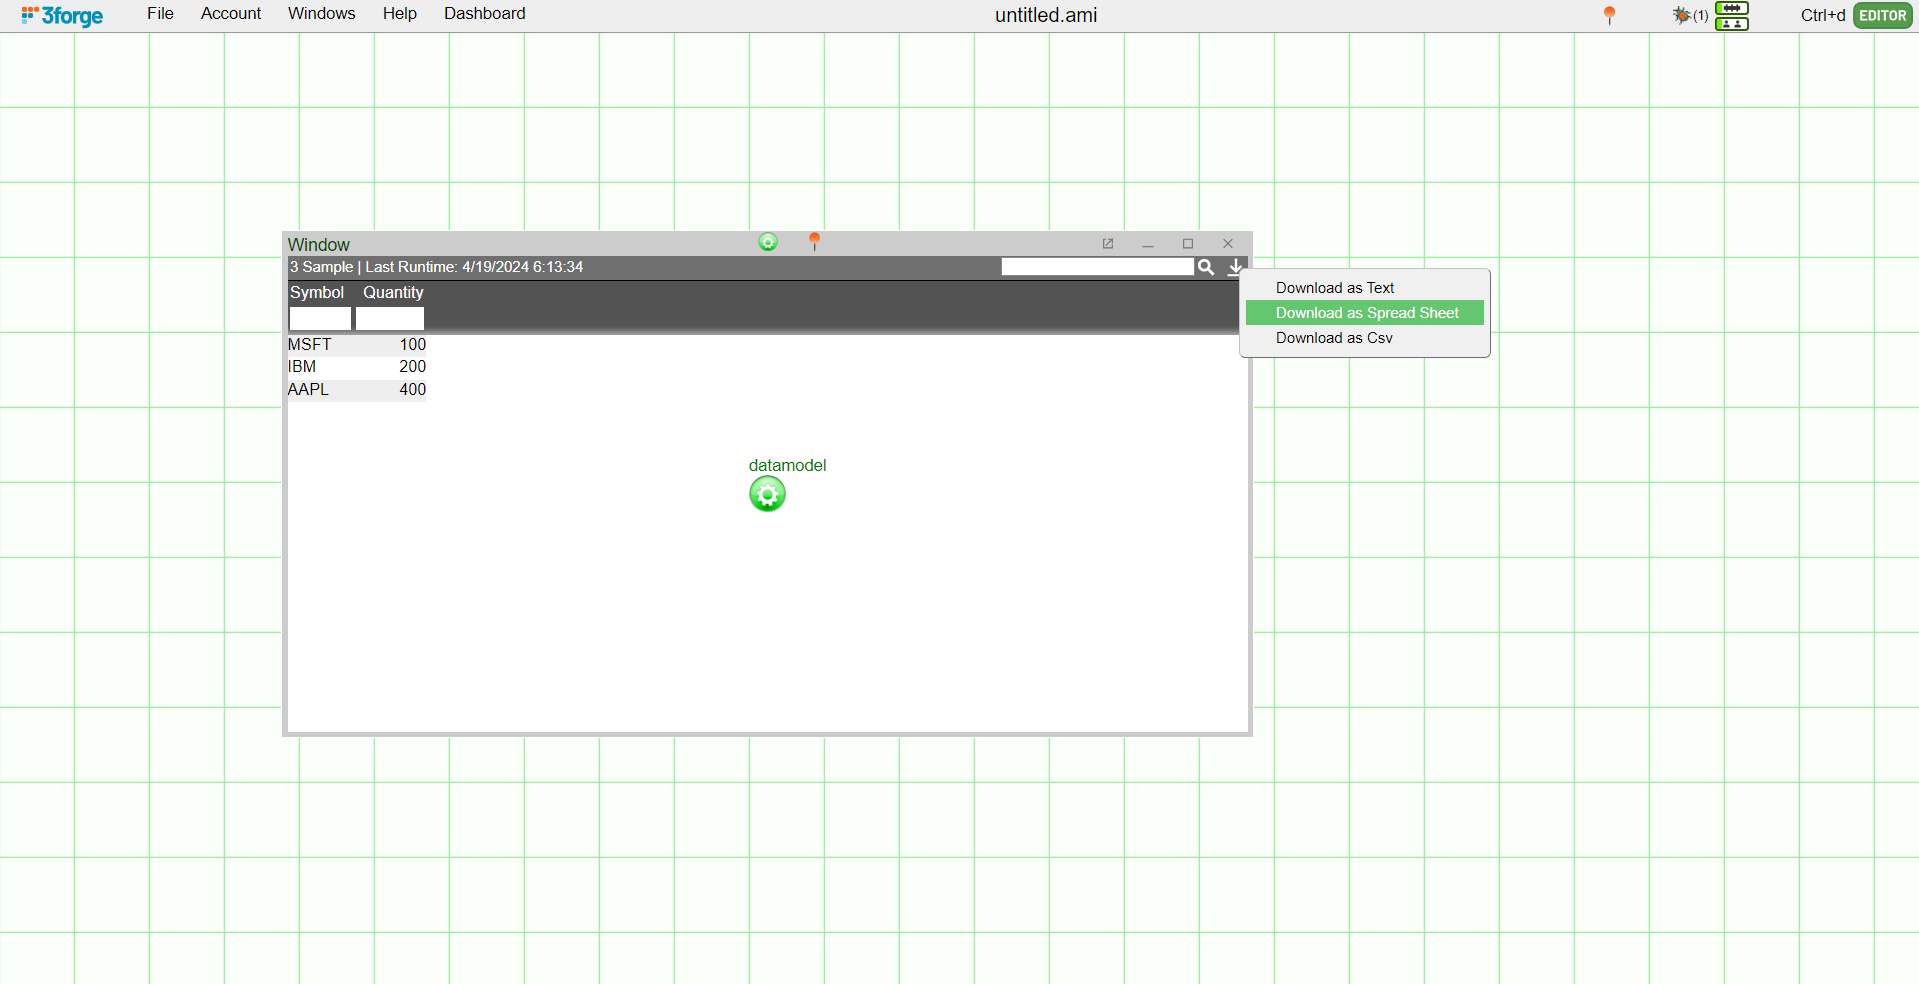 3forge File Account Windows Help Dashboard untitled.ami (1) Ctrl+d EDITOR
Window
3 Sample | Last Runtime: 4/19/2024 6:13:34
Symbol Quantity
MSFT 100
IBM 200
AAPL 400
Download as Text
Download as Spread Sheet
Download as Csv
datamodel